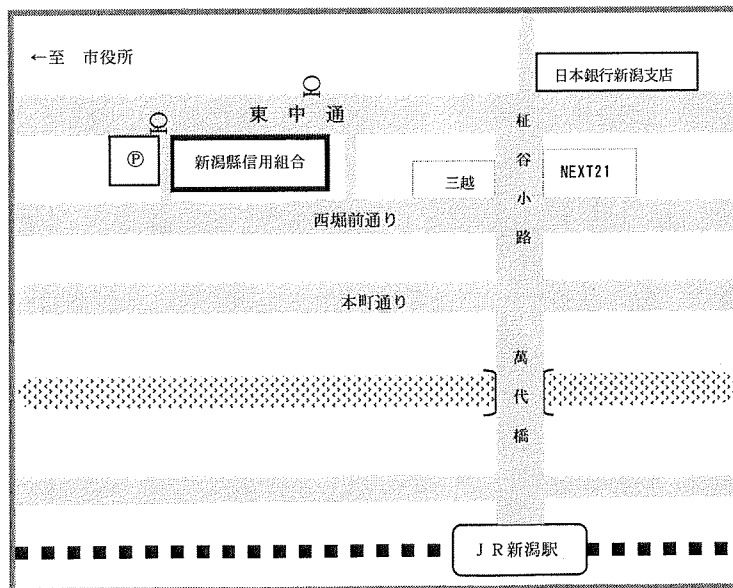 ←至 市役所
日本銀行新潟支店
東中通
Ⓟ
新潟縣信用組合
三越
NEXT21
柾谷小路
西堀前通り
本町通り
萬代橋
JR新潟駅